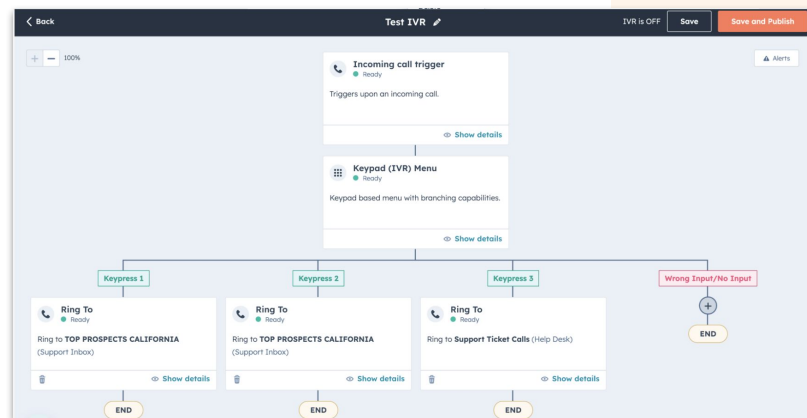 Back
Test IVR
IVR is OFF
Save
Save and Publish
100%
Alerts
Incoming call trigger
Ready
Triggers upon an incoming call.
Show details
Keypad (IVR) Menu
Ready
Keypad based menu with branching capabilities.
Show details
Keypress 1
Keypress 2
Keypress 3
Wrong Input/No Input
Ring To
Ready
Ring to TOP PROSPECTS CALIFORNIA
(Support Inbox)
Show details
END
Ring To
Ready
Ring to TOP PROSPECTS CALIFORNIA
(Support Inbox)
Show details
END
Ring To
Ready
Ring to Support Ticket Calls (Help Desk)
Show details
END
END